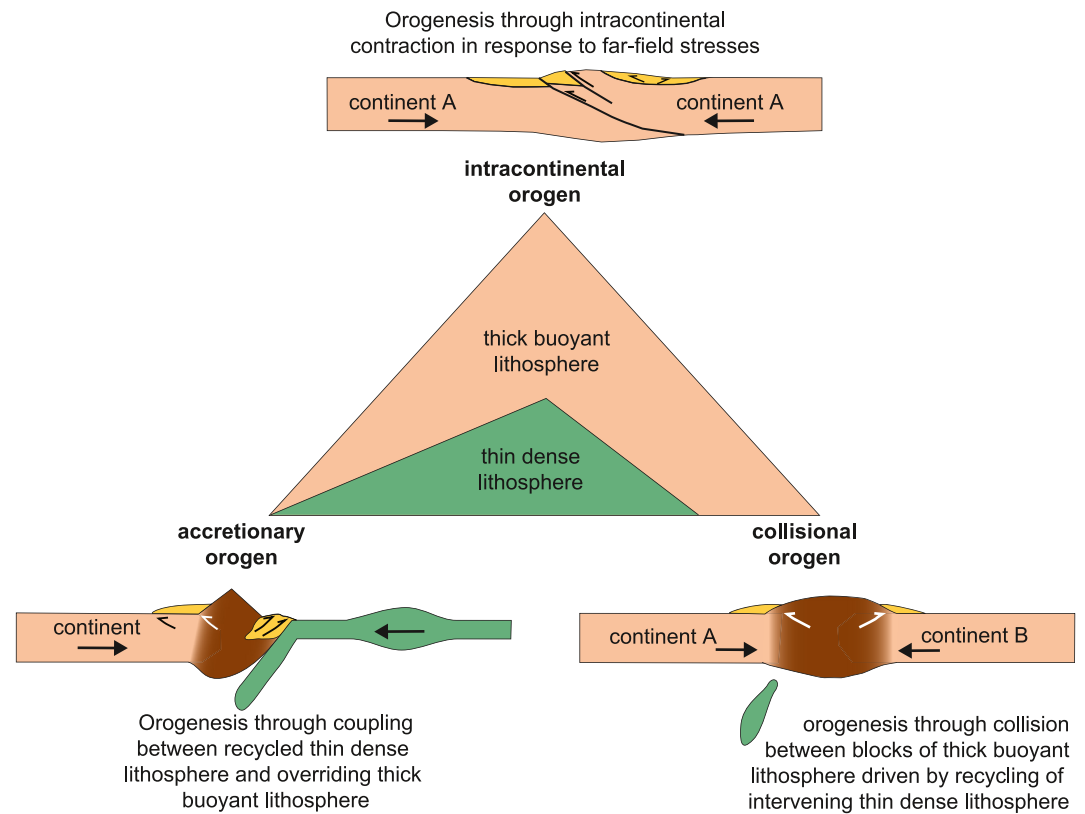 Orogenesis through intracontinental
contraction in response to far-field stresses
continent A
continent A
intracontinental
orogen
thick buoyant
lithosphere
thin dense
lithosphere
accretionary
orogen
collisional
orogen
continent
continent A
continent B
Orogenesis through coupling
between recycled thin dense
lithosphere and overriding thick
buoyant lithosphere
orogenesis through collision
between blocks of thick buoyant
lithosphere driven by recycling of
intervening thin dense lithosphere